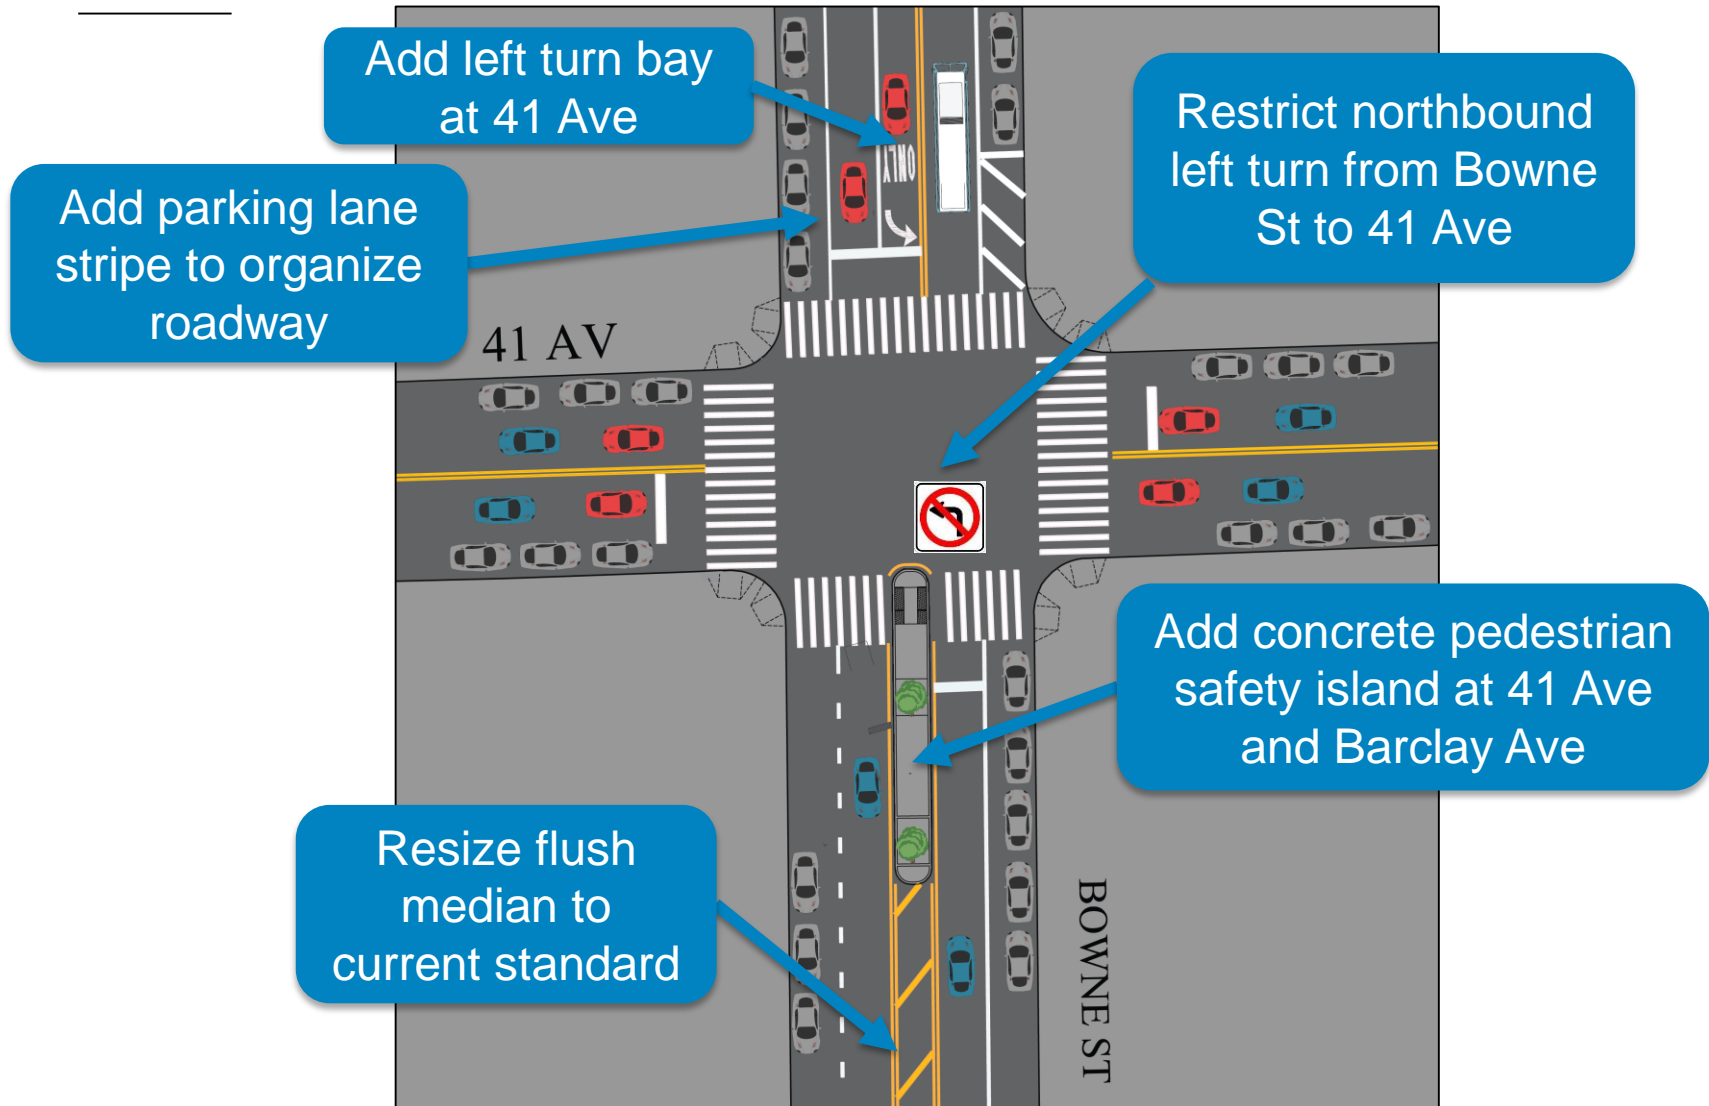 Add left turn bay
at 41 Ave
Restrict northbound
left turn from Bowne
St to 41 Ave
Add parking lane
stripe to organize
roadway
ONLY
41 AV
Add concrete pedestrian
safety island at 41 Ave
and Barclay Ave
Resize flush
median to
current standard
BOWNE ST